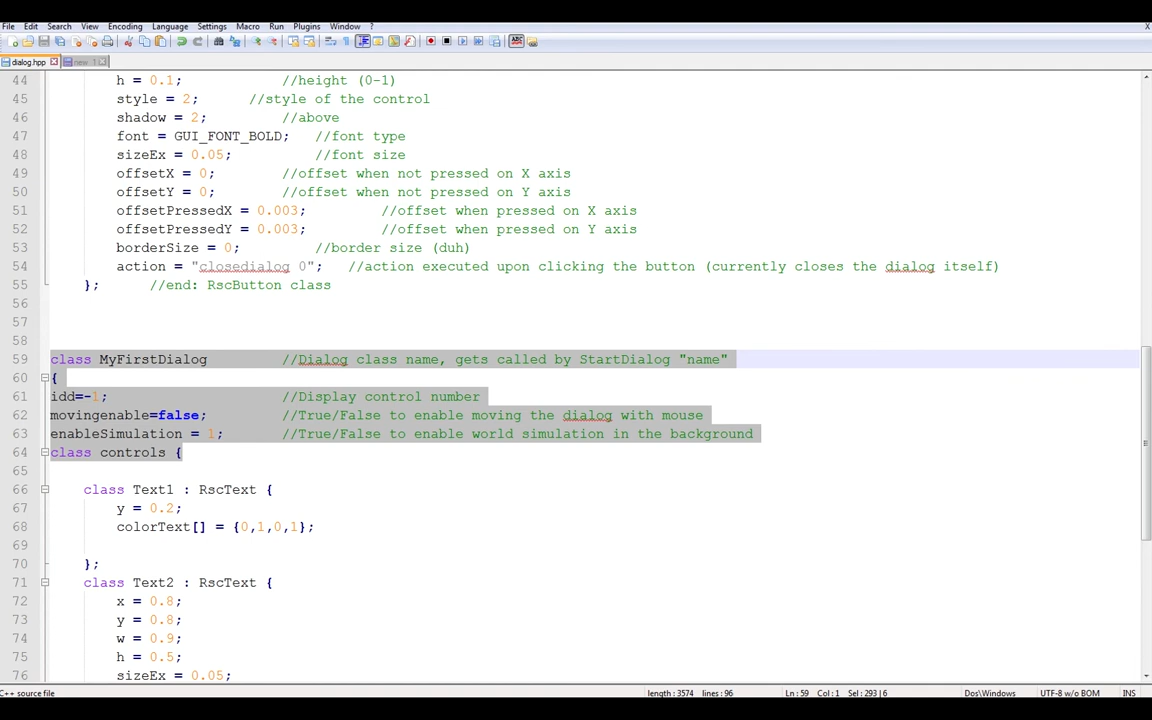 File Edit Search View Encoding Language Settings Macro Run Plugins Window ? X
dialog.hpp new 1
44 h = 0.1; //height (0-1)
45 style = 2; //style of the control
46 shadow = 2; //above
47 font = GUI_FONT_BOLD; //font type
48 sizeEx = 0.05; //font size
49 offsetX = 0; //offset when not pressed on X axis
50 offsetY = 0; //offset when not pressed on Y axis
51 offsetPressedX = 0.003; //offset when pressed on X axis
52 offsetPressedY = 0.003; //offset when pressed on Y axis
53 borderSize = 0; //border size (duh)
54 action = "closedialog 0"; //action executed upon clicking the button (currently closes the dialog itself)
55 }; //end: RscButton class
56
57
58
59 class MyFirstDialog //Dialog class name, gets called by StartDialog "name"
60 {
61 idd=-1; //Display control number
62 movingenable=false; //True/False to enable moving the dialog with mouse
63 enableSimulation = 1; //True/False to enable world simulation in the background
64 class controls {
65
66 class Text1 : RscText {
67 y = 0.2;
68 colorText[] = {0,1,0,1};
69
70 };
71 class Text2 : RscText {
72 x = 0.8;
73 y = 0.8;
74 w = 0.9;
75 h = 0.5;
76 sizeEx = 0.05;
C++ source file length : 3574 lines : 96 Ln : 59 Col : 1 Sel : 293 | 6 Dos\Windows UTF-8 w/o BOM INS